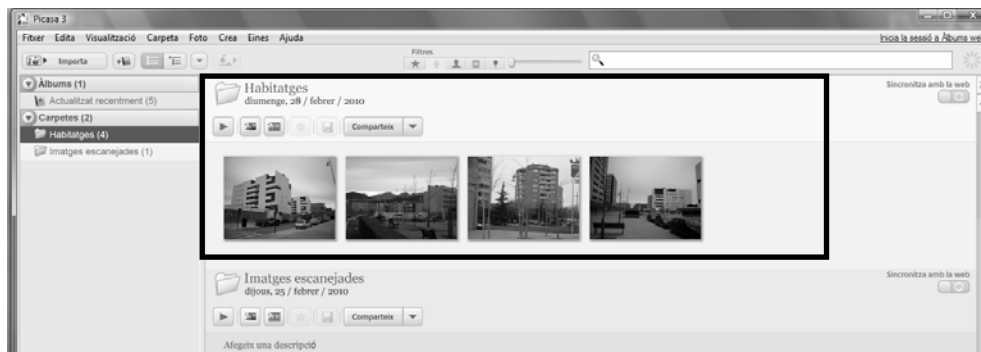 Picasa 3
Fitxer Edita Visualització Carpeta Foto Crea Eines Ajuda
Inicia la sessió a Àlbums we
Importa
Filtres
Àlbums (1)
Actualitzat recentment (5)
Carpetes (2)
Habitatges (4)
Imatges escanejades (1)
Habitatges
diumenge, 28 / febrer / 2010
Sincronitza amb la web
Comparteix
Imatges escanejades
dijous, 25 / febrer / 2010
Sincronitza amb la web
Comparteix
Afegeix una descripció